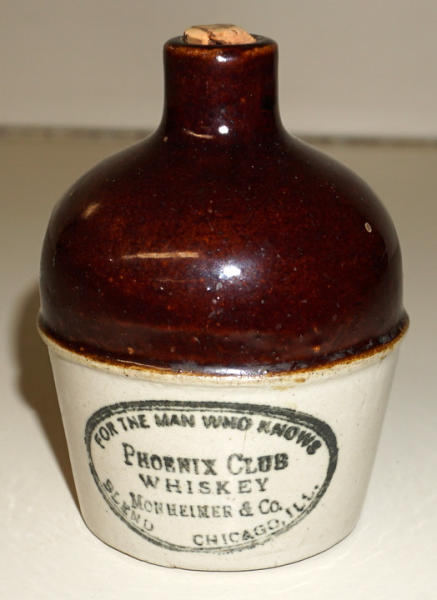 FOR THE MAN WHO KNOWS
PHOENIX CLUB
WHISKEY
MONHEIMER & CO.
BLEND CHICAGO, ILL.